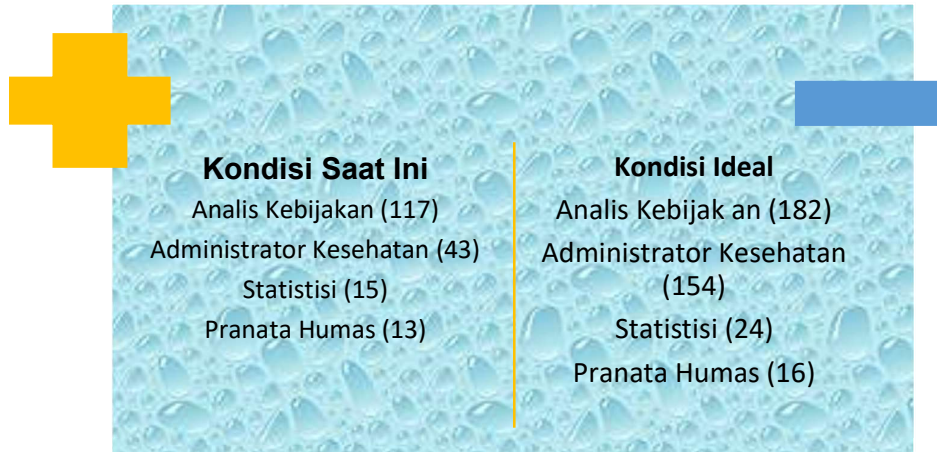 Kondisi Saat Ini
Analis Kebijakan (117)
Administrator Kesehatan (43)
Statistisi (15)
Pranata Humas (13)
Kondisi Ideal
Analis Kebijak an (182)
Administrator Kesehatan
(154)
Statistisi (24)
Pranata Humas (16)